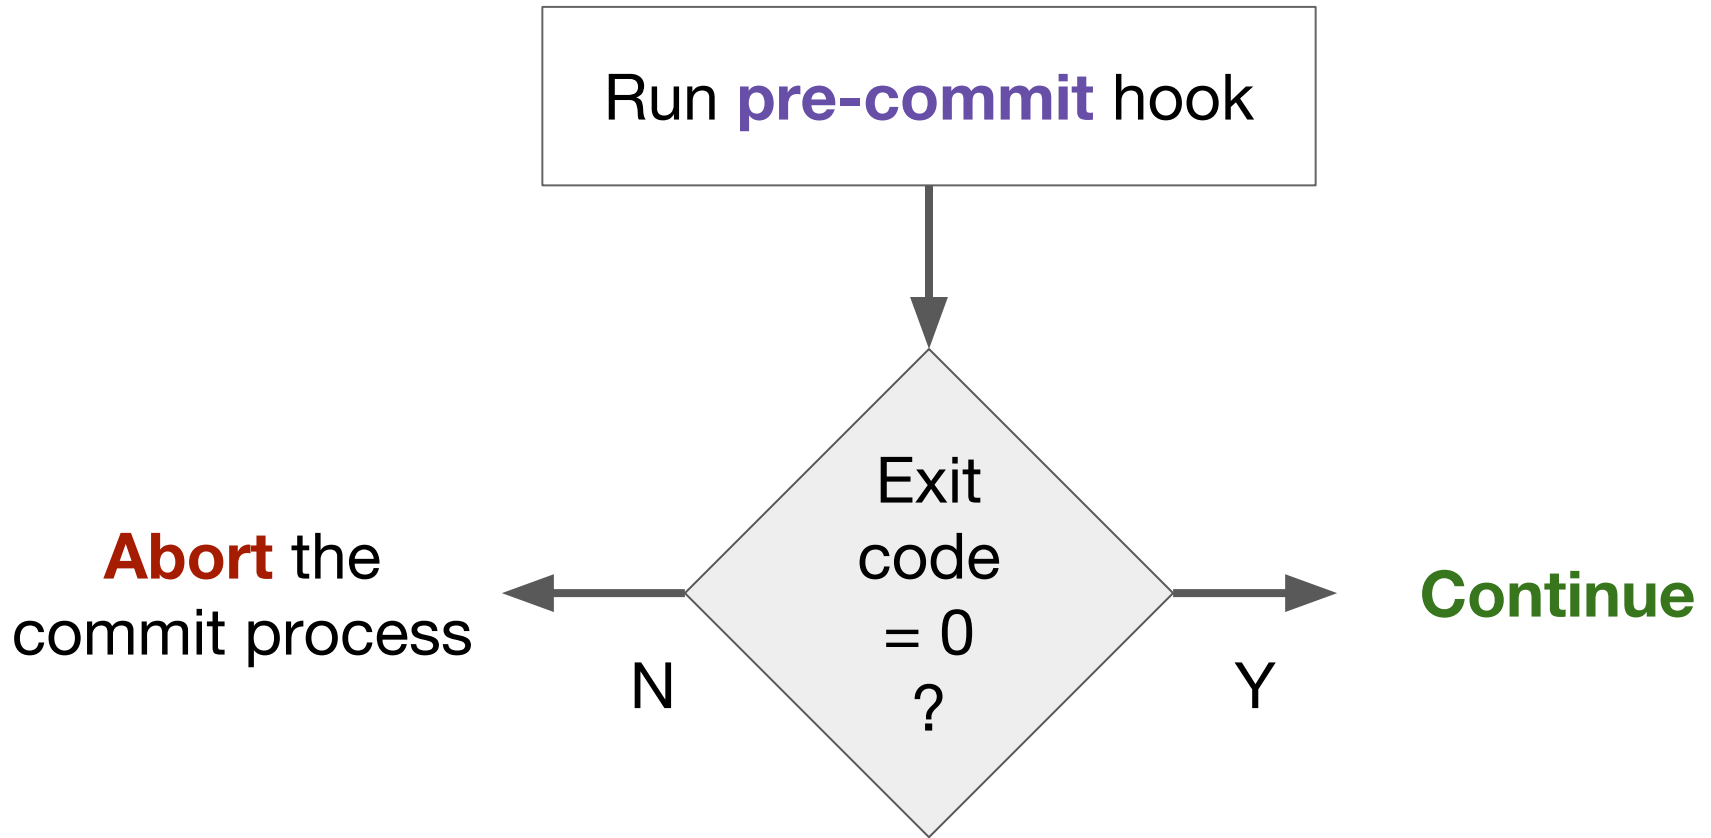 Run pre-commit hook
Exit
code
= 0
?
Abort the
commit process
N
Y
Continue